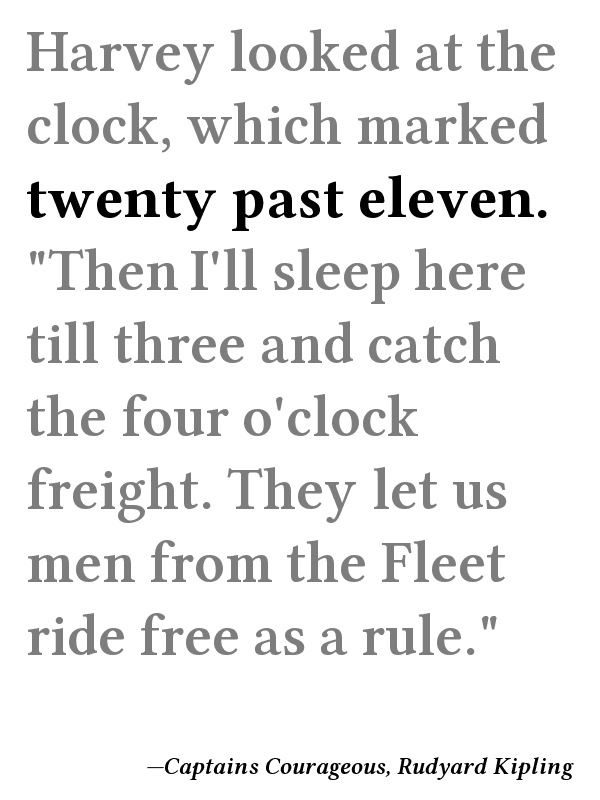 Harvey looked at the
clock, which marked
twenty past eleven.
"Then I'll sleep here
till three and catch
the four o'clock
freight. They let us
men from the Fleet
ride free as a rule."
—Captains Courageous, Rudyard Kipling